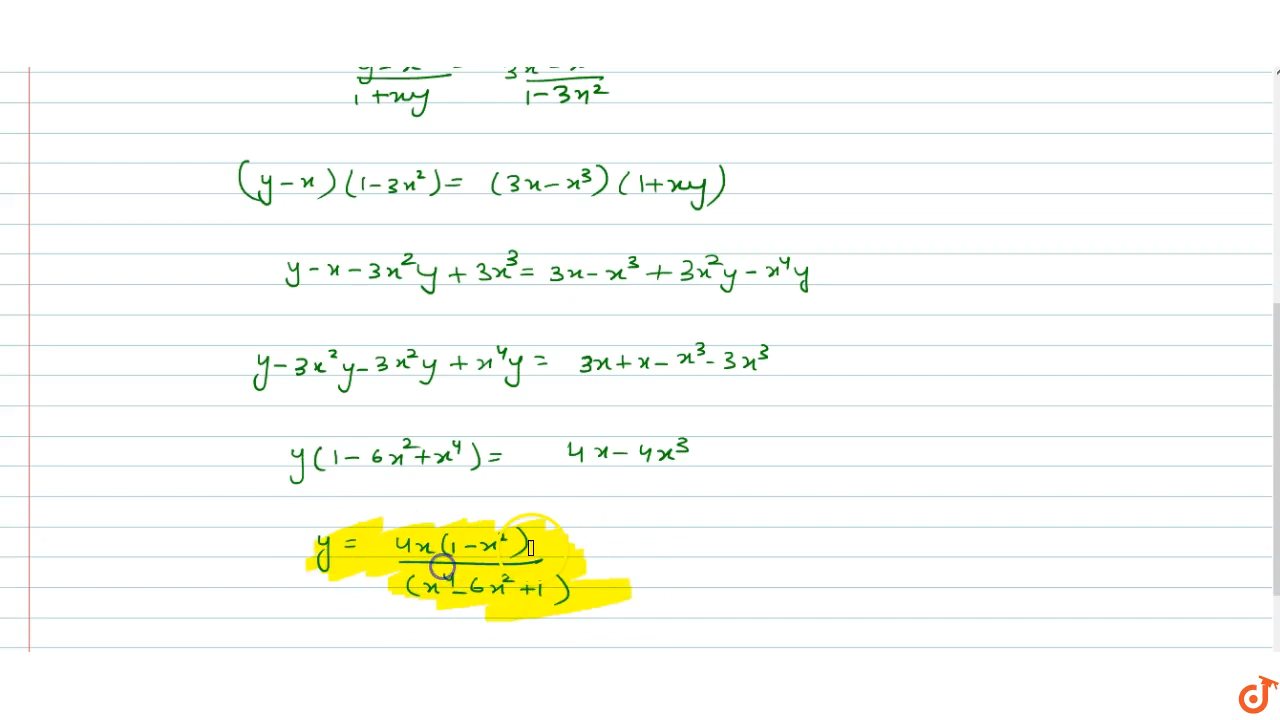 y-x = 3x-x
1+xy 1-3x²
(y-x)(1-3x²)= (3x-x³)(1+xy)
y-x-3x²y+3x³= 3x-x³+3x²y-x⁴y
y-3x²y-3x²y+x⁴y= 3x+x-x³-3x³
y(1-6x²+x⁴)= 4x-4x³
y= 4x(1-x²)
(x⁴-6x²+1)